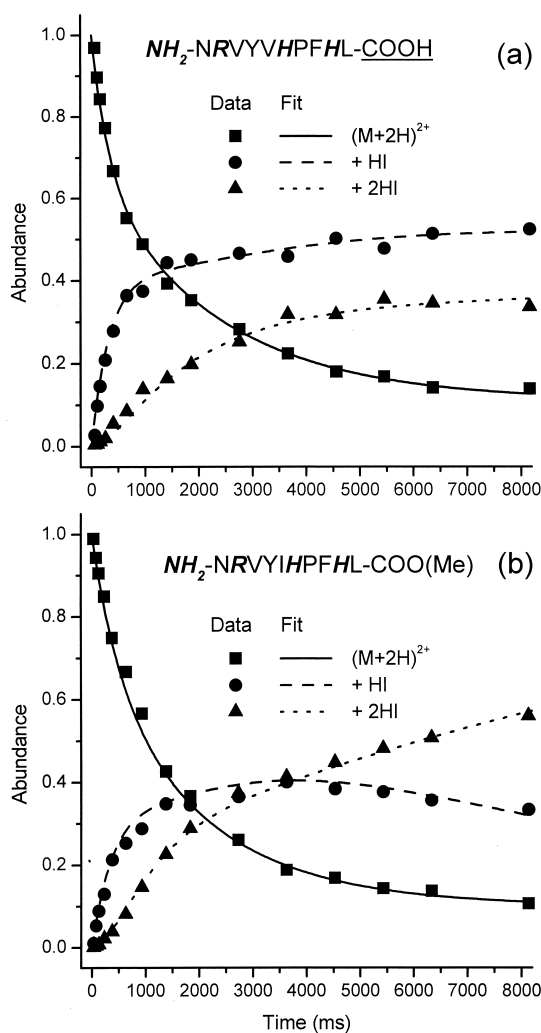 NH2-NRVYVHPFHL-COOH (a)
Data Fit
(M+2H)2+
+ HI
+ 2HI
Abundance
1.0
0.8
0.6
0.4
0.2
0.0
0 1000 2000 3000 4000 5000 6000 7000 8000
NH2-NRVYIHPFHL-COO(Me) (b)
Data Fit
(M+2H)2+
+ HI
+ 2HI
Abundance
1.0
0.8
0.6
0.4
0.2
0.0
0 1000 2000 3000 4000 5000 6000 7000 8000
Time (ms)